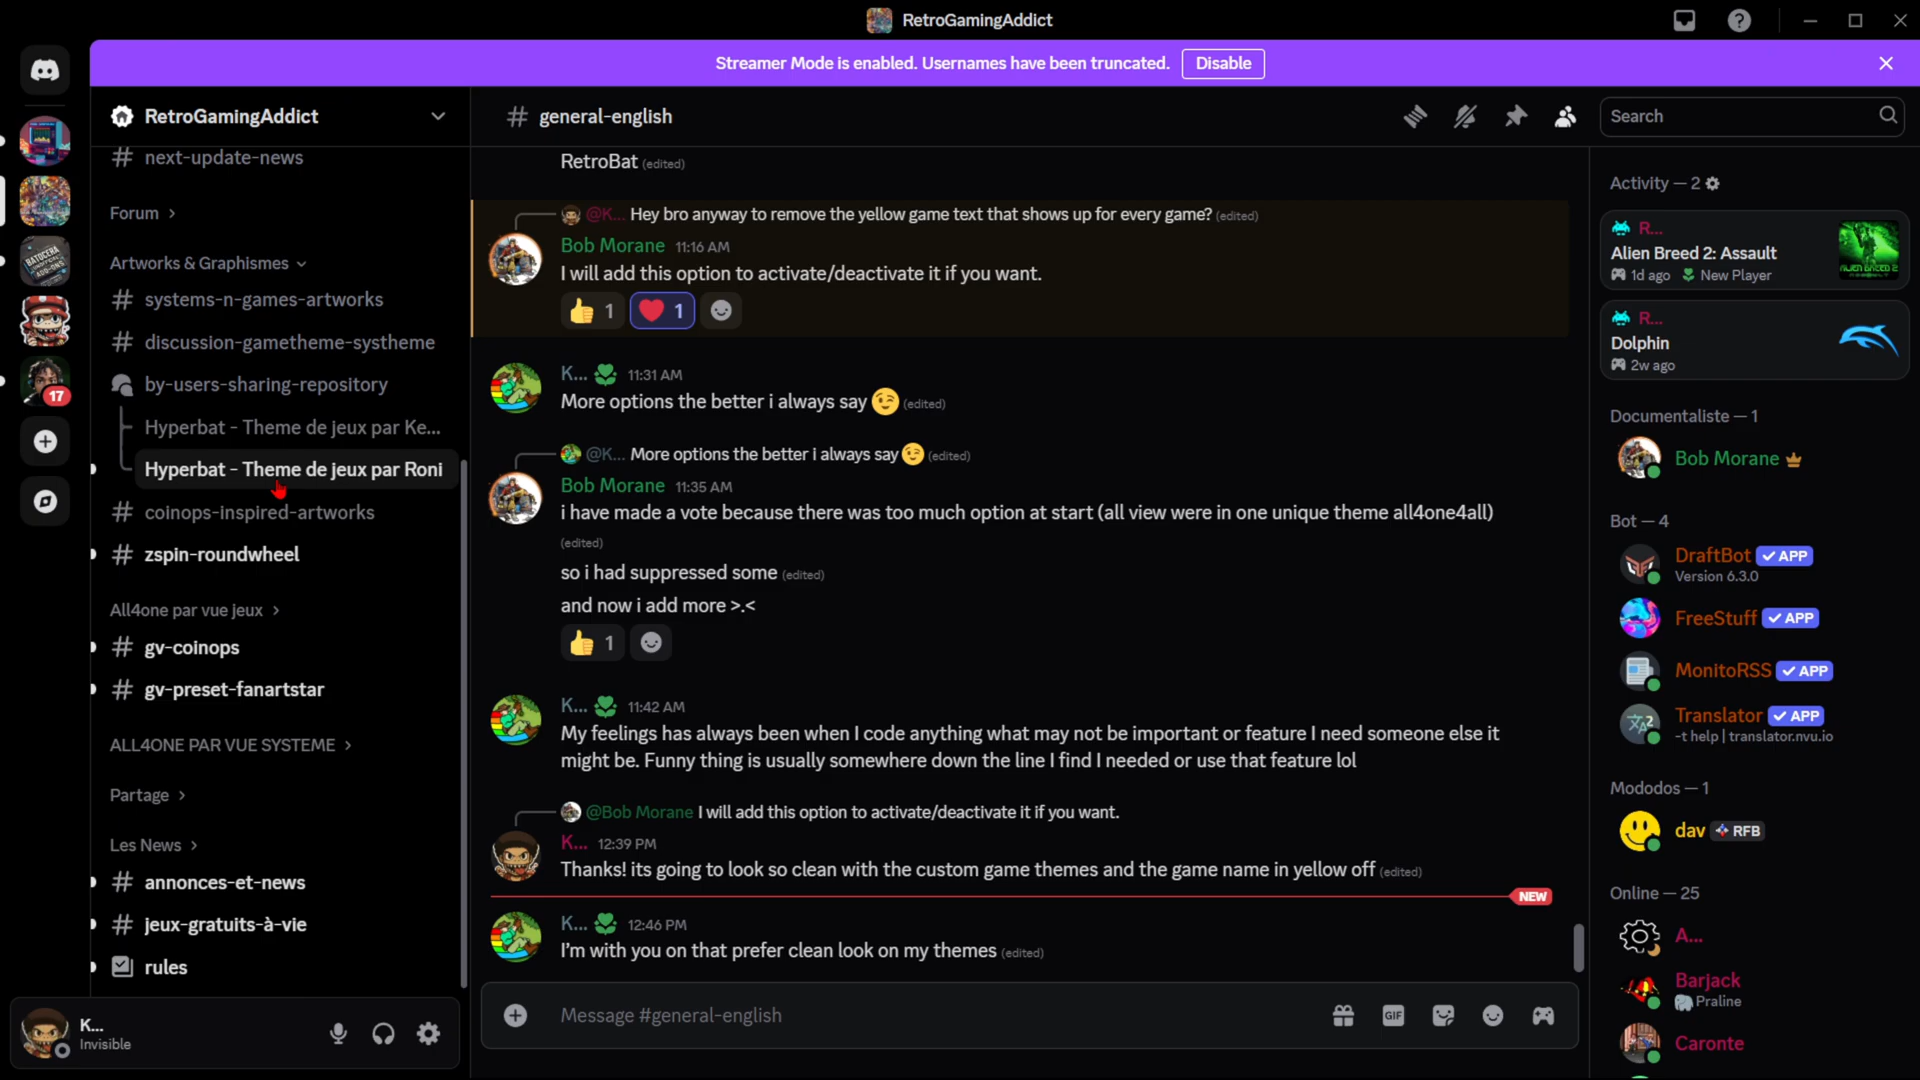 RetroGamingAddict
Streamer Mode is enabled. Usernames have been truncated.
Disable
RetroGamingAddict
next-update-news
Forum
Artworks & Graphismes
systems-n-games-artworks
discussion-gametheme-systheme
by-users-sharing-repository
Hyperbat - Theme de jeux par Ke...
Hyperbat - Theme de jeux par Roni
coinops-inspired-artworks
zspin-roundwheel
All4one par vue jeux
gv-coinops
gv-preset-fanartstar
ALL4ONE PAR VUE SYSTEME
Partage
Les News
annonces-et-news
jeux-gratuits-à-vie
rules
17
K...
Invisible
general-english
Search
RetroBat (edited)
@K... Hey bro anyway to remove the yellow game text that shows up for every game? (edited)
Bob Morane 11:16 AM
I will add this option to activate/deactivate it if you want.
👍 1 ❤️ 1
K... 11:31 AM
More options the better i always say 😉 (edited)
@K... More options the better i always say 😉 (edited)
Bob Morane 11:35 AM
i have made a vote because there was too much option at start (all view were in one unique theme all4one4all)
(edited)
so i had suppressed some (edited)
and now i add more >.<
👍 1
K... 11:42 AM
My feelings has always been when I code anything what may not be important or feature I need someone else it
might be. Funny thing is usually somewhere down the line I find I needed or use that feature lol
@Bob Morane I will add this option to activate/deactivate it if you want.
K... 12:39 PM
Thanks! its going to look so clean with the custom game themes and the game name in yellow off (edited)
NEW
K... 12:46 PM
I'm with you on that prefer clean look on my themes (edited)
Message #general-english
GIF
Activity — 2
R...
Alien Breed 2: Assault
1d ago New Player
R...
Dolphin
2w ago
Documentaliste — 1
Bob Morane
Bot — 4
DraftBot ✓ APP
Version 6.3.0
FreeStuff ✓ APP
MonitoRSS ✓ APP
Translator ✓ APP
-t help | translator.nvu.io
Mododos — 1
dav RFB
Online — 25
A...
Barjack
Praline
Caronte